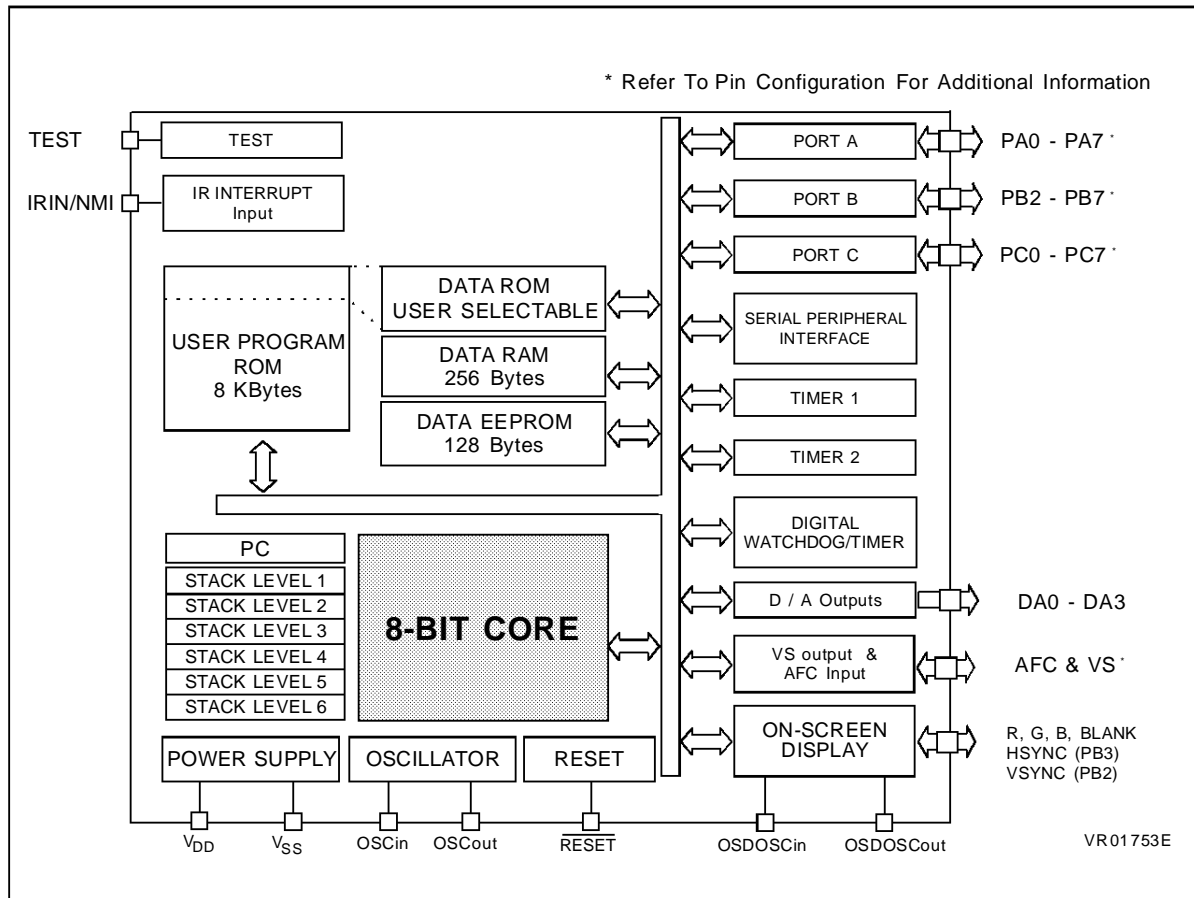 * Refer To Pin Configuration For Additional Information
TEST
TEST
IRIN/NMI
IR INTERRUPT
Input
USER PROGRAM
ROM
8 KBytes
DATA ROM
USER SELECTABLE
DATA RAM
256 Bytes
DATA EEPROM
128 Bytes
PORT A
PA0 - PA7 *
PORT B
PB2 - PB7 *
PORT C
PC0 - PC7 *
SERIAL PERIPHERAL
INTERFACE
TIMER 1
TIMER 2
DIGITAL
WATCHDOG/TIMER
D / A Outputs
DA0 - DA3
VS output &
AFC Input
AFC & VS *
ON-SCREEN
DISPLAY
R, G, B, BLANK
HSYNC (PB3)
VSYNC (PB2)
PC
STACK LEVEL 1
STACK LEVEL 2
STACK LEVEL 3
STACK LEVEL 4
STACK LEVEL 5
STACK LEVEL 6
8-BIT CORE
POWER SUPPLY
OSCILLATOR
RESET
VDD
VSS
OSCin
OSCout
RESET
OSDOSCin
OSDOSCout
VR01753E